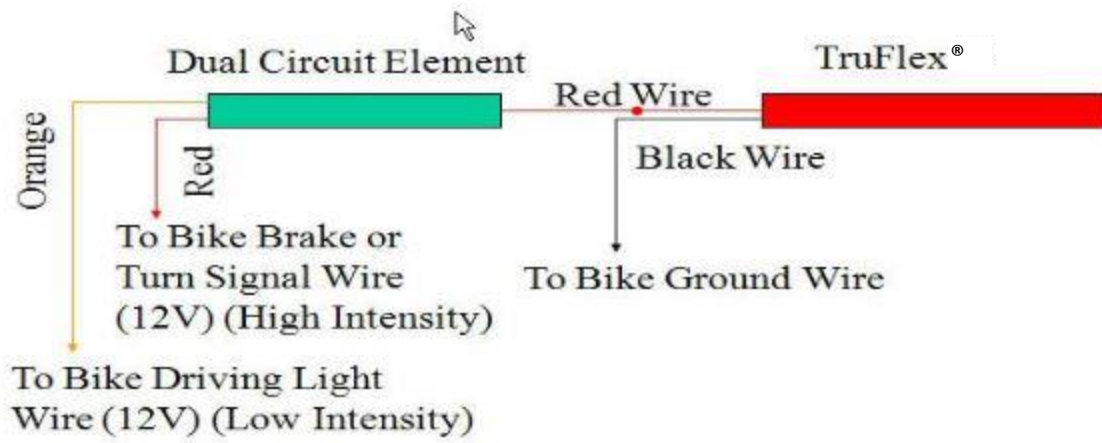 Dual Circuit Element
TruFlex®
Red Wire
Orange
Red
Black Wire
To Bike Brake or
Turn Signal Wire
(12V) (High Intensity)
To Bike Ground Wire
To Bike Driving Light
Wire (12V) (Low Intensity)